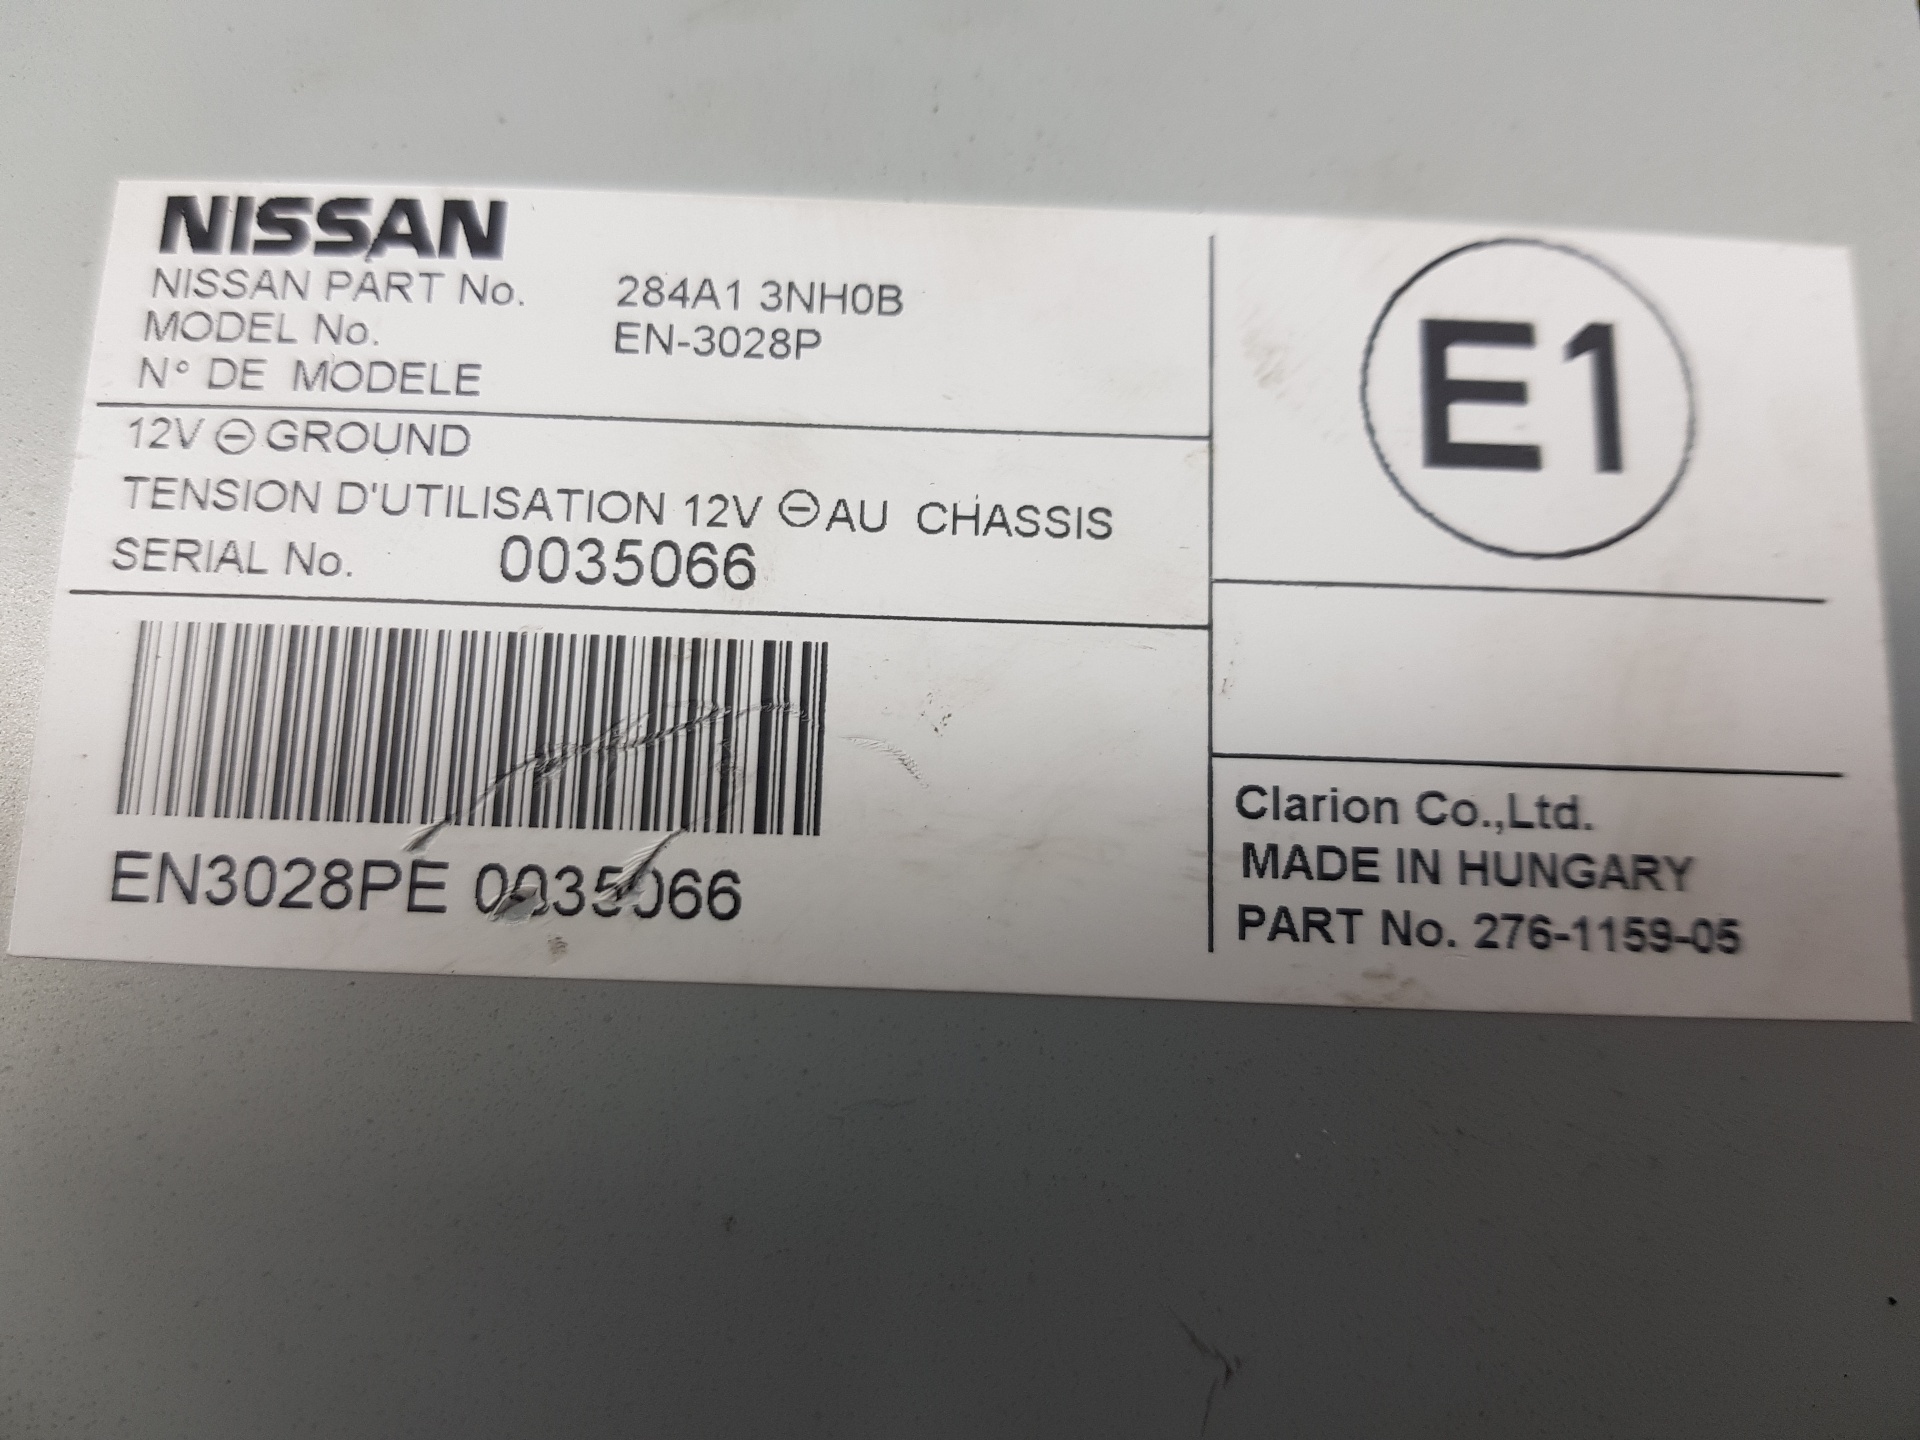 NISSAN
NISSAN PART No. 284A1 3NH0B
MODEL No. EN-3028P
N° DE MODELE
12V ⊖ GROUND
TENSION D'UTILISATION 12V ⊖ AU CHASSIS
SERIAL No. 0035066
EN3028PE 0035066
E1
Clarion Co.,Ltd.
MADE IN HUNGARY
PART No. 276-1159-05